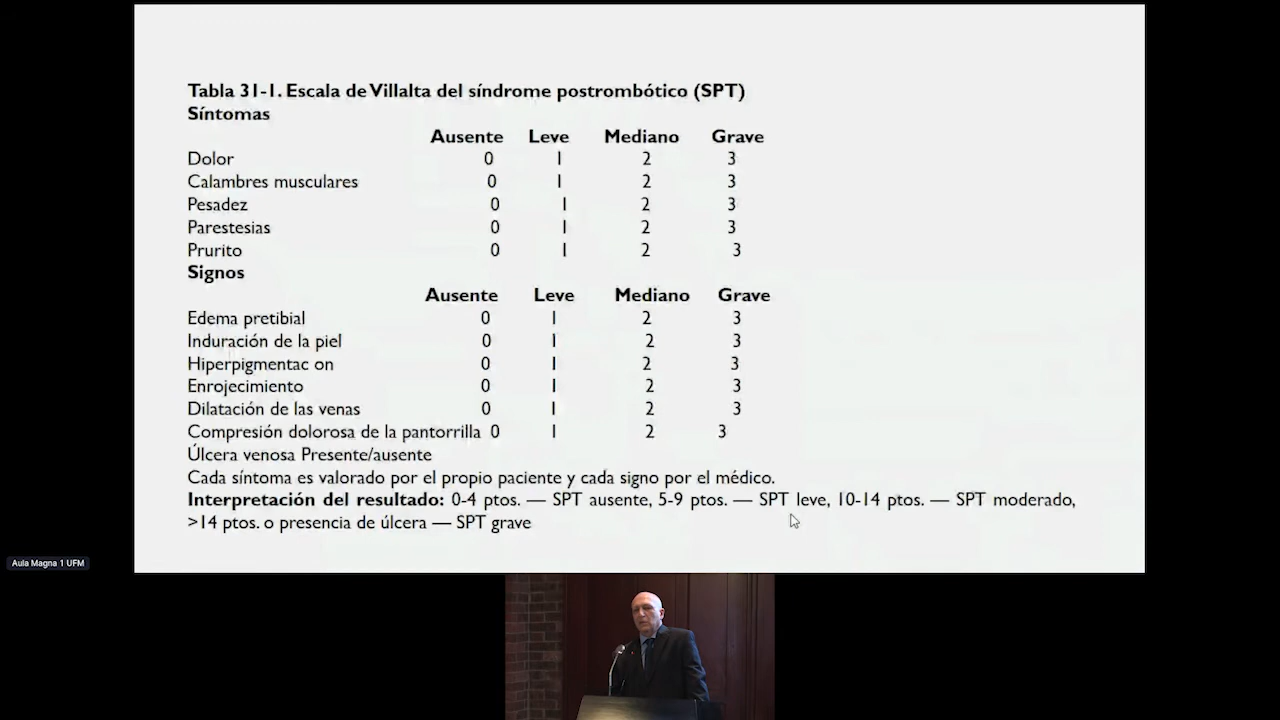 Tabla 31-1. Escala de Villalta del síndrome postrombótico (SPT)
Síntomas
Ausente Leve Mediano Grave
Dolor 0 1 2 3
Calambres musculares 0 1 2 3
Pesadez 0 1 2 3
Parestesias 0 1 2 3
Prurito 0 1 2 3
Signos
Ausente Leve Mediano Grave
Edema pretibial 0 1 2 3
Induración de la piel 0 1 2 3
Hiperpigmentac on 0 1 2 3
Enrojecimiento 0 1 2 3
Dilatación de las venas 0 1 2 3
Compresión dolorosa de la pantorrilla 0 1 2 3
Úlcera venosa Presente/ausente
Cada síntoma es valorado por el propio paciente y cada signo por el médico.
Interpretación del resultado: 0-4 ptos. — SPT ausente, 5-9 ptos. — SPT leve, 10-14 ptos. — SPT moderado,
>14 ptos. o presencia de úlcera — SPT grave
Aula Magna 1 UFM